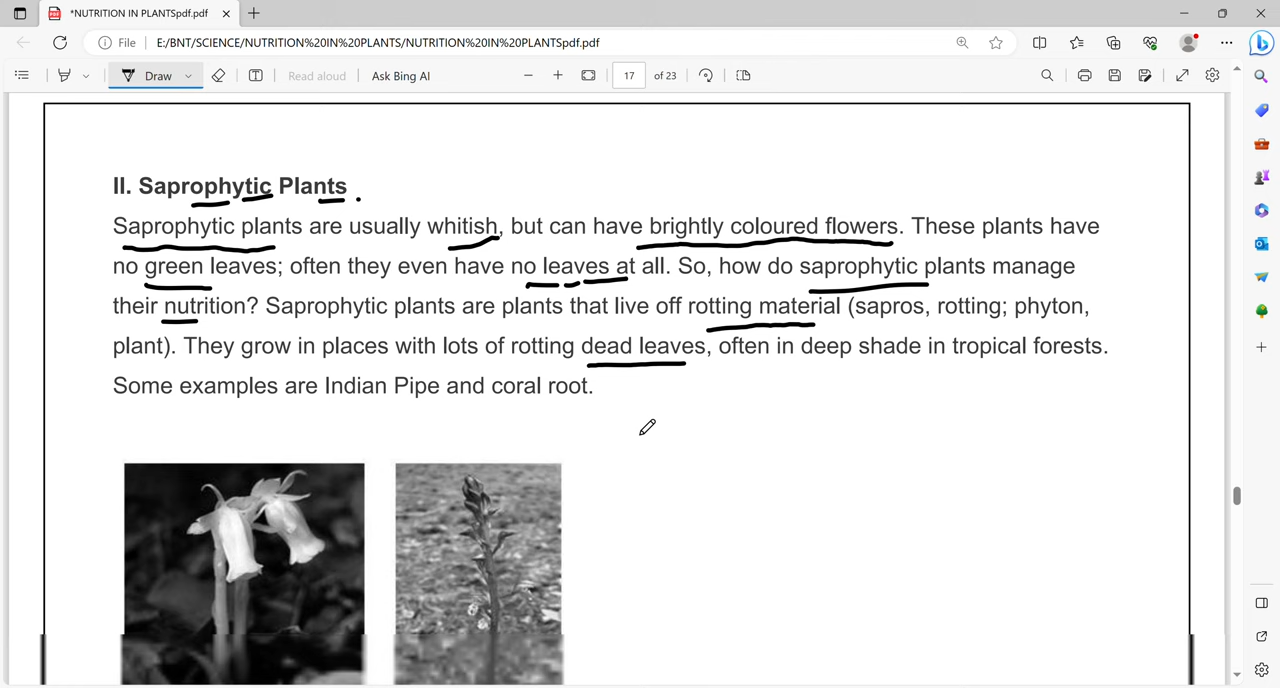 *NUTRITION IN PLANTSpdf.pdf
File E:/BNT/SCIENCE/NUTRITION%20IN%20PLANTS/NUTRITION%20IN%20PLANTSpdf.pdf
Draw Read aloud Ask Bing AI 17 of 23
II. Saprophytic Plants
Saprophytic plants are usually whitish, but can have brightly coloured flowers. These plants have
no green leaves; often they even have no leaves at all. So, how do saprophytic plants manage
their nutrition? Saprophytic plants are plants that live off rotting material (sapros, rotting; phyton,
plant). They grow in places with lots of rotting dead leaves, often in deep shade in tropical forests.
Some examples are Indian Pipe and coral root.